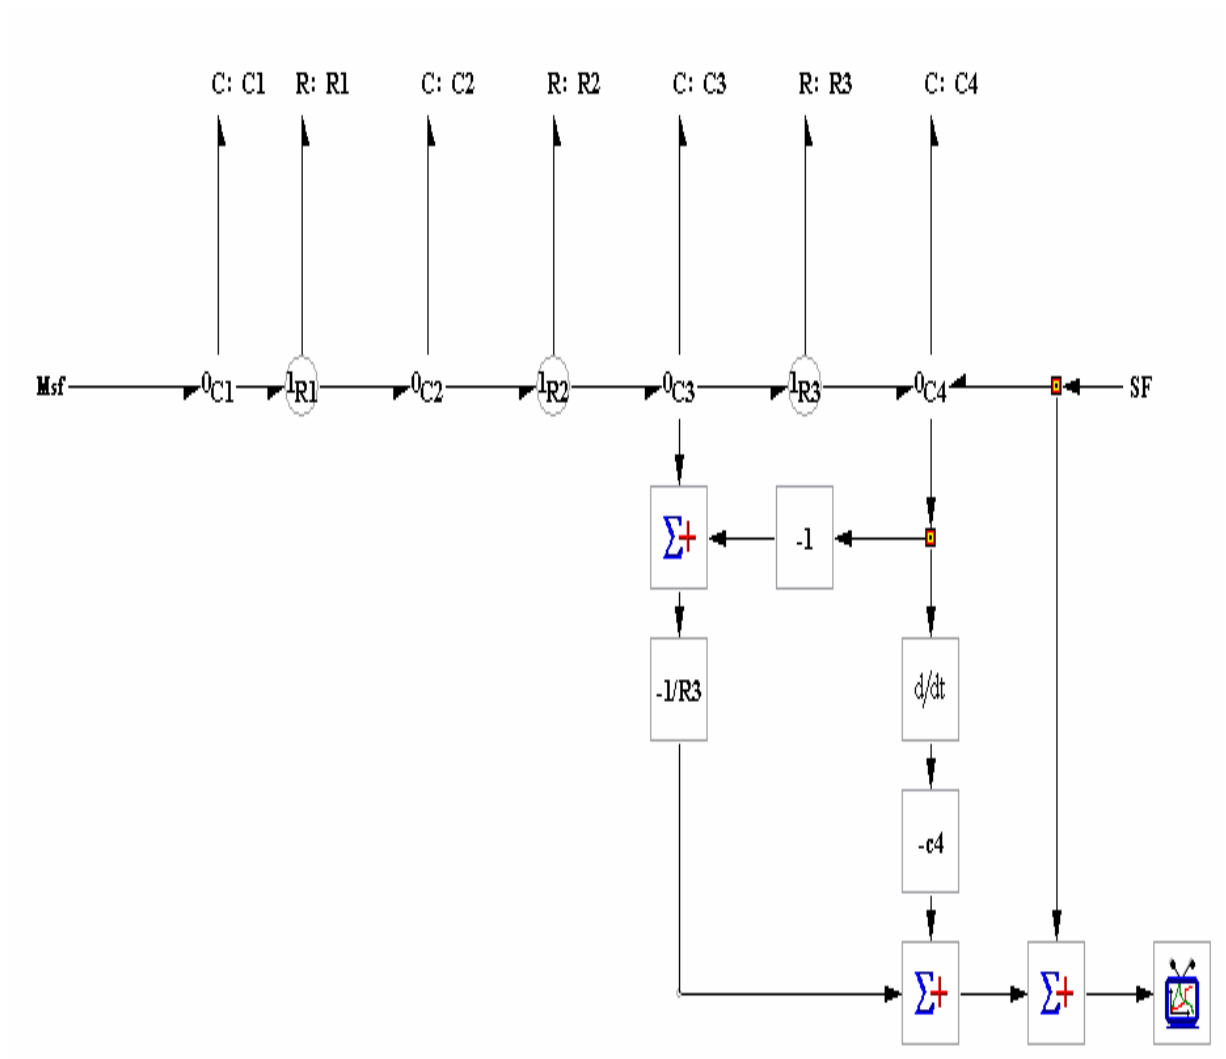 C: C1 R: R1 C: C2 R: R2 C: C3 R: R3 C: C4
Msf 0C1 1R1 0C2 1R2 0C3 1R3 0C4 SF
Σ+ -1
-1/R3 d/dt
-c4
Σ+ Σ+